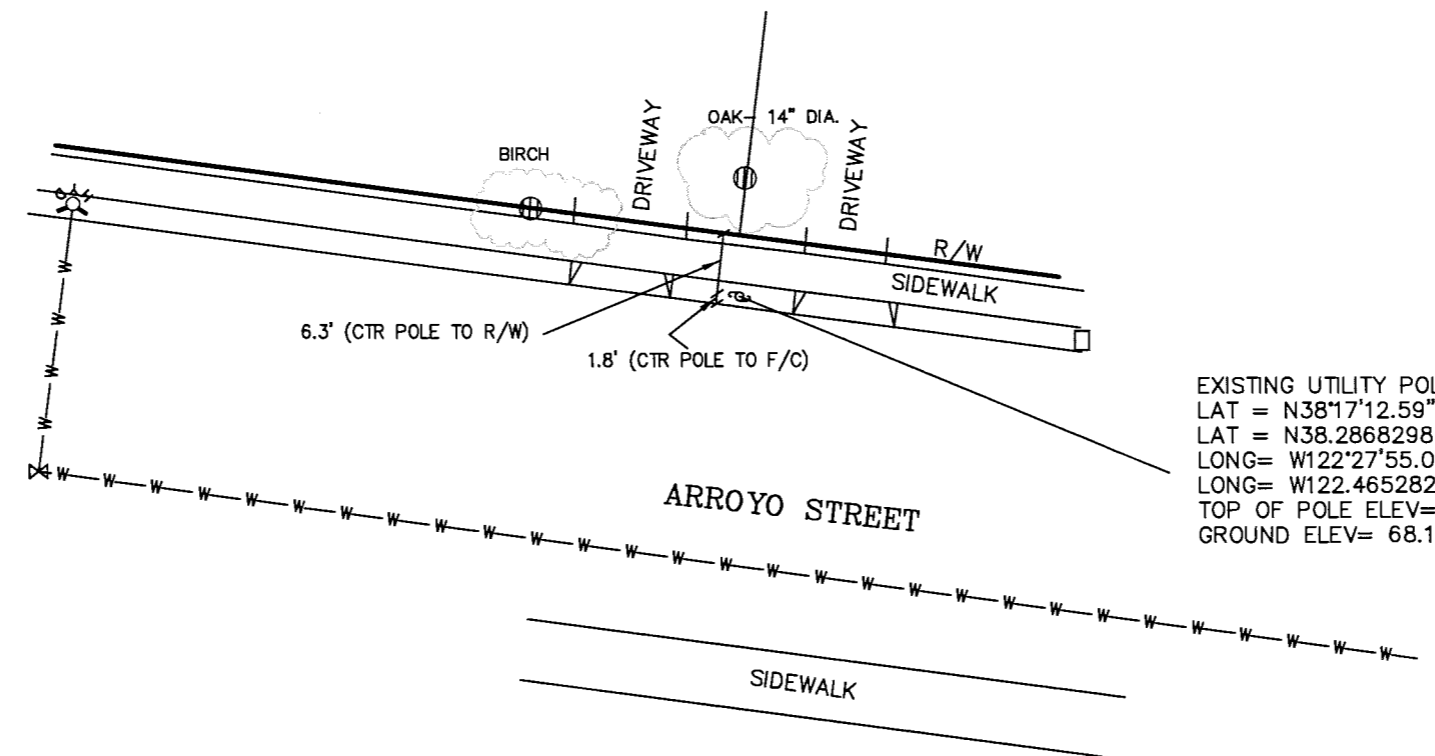 OAK- 14" DIA.
DRIVEWAY
DRIVEWAY
BIRCH
R/W
SIDEWALK
6.3' (CTR POLE TO R/W)
1.8' (CTR POLE TO F/C)
EXISTING UTILITY POL
LAT = N38°17'12.59"
LAT = N38.2868298
LONG= W122°27'55.0
LONG= W122.465282
TOP OF POLE ELEV=
GROUND ELEV= 68.1
ARROYO STREET
W W W W
W W W W W W W W W W W W W W W W W W W W W W W W W W W W W
SIDEWALK